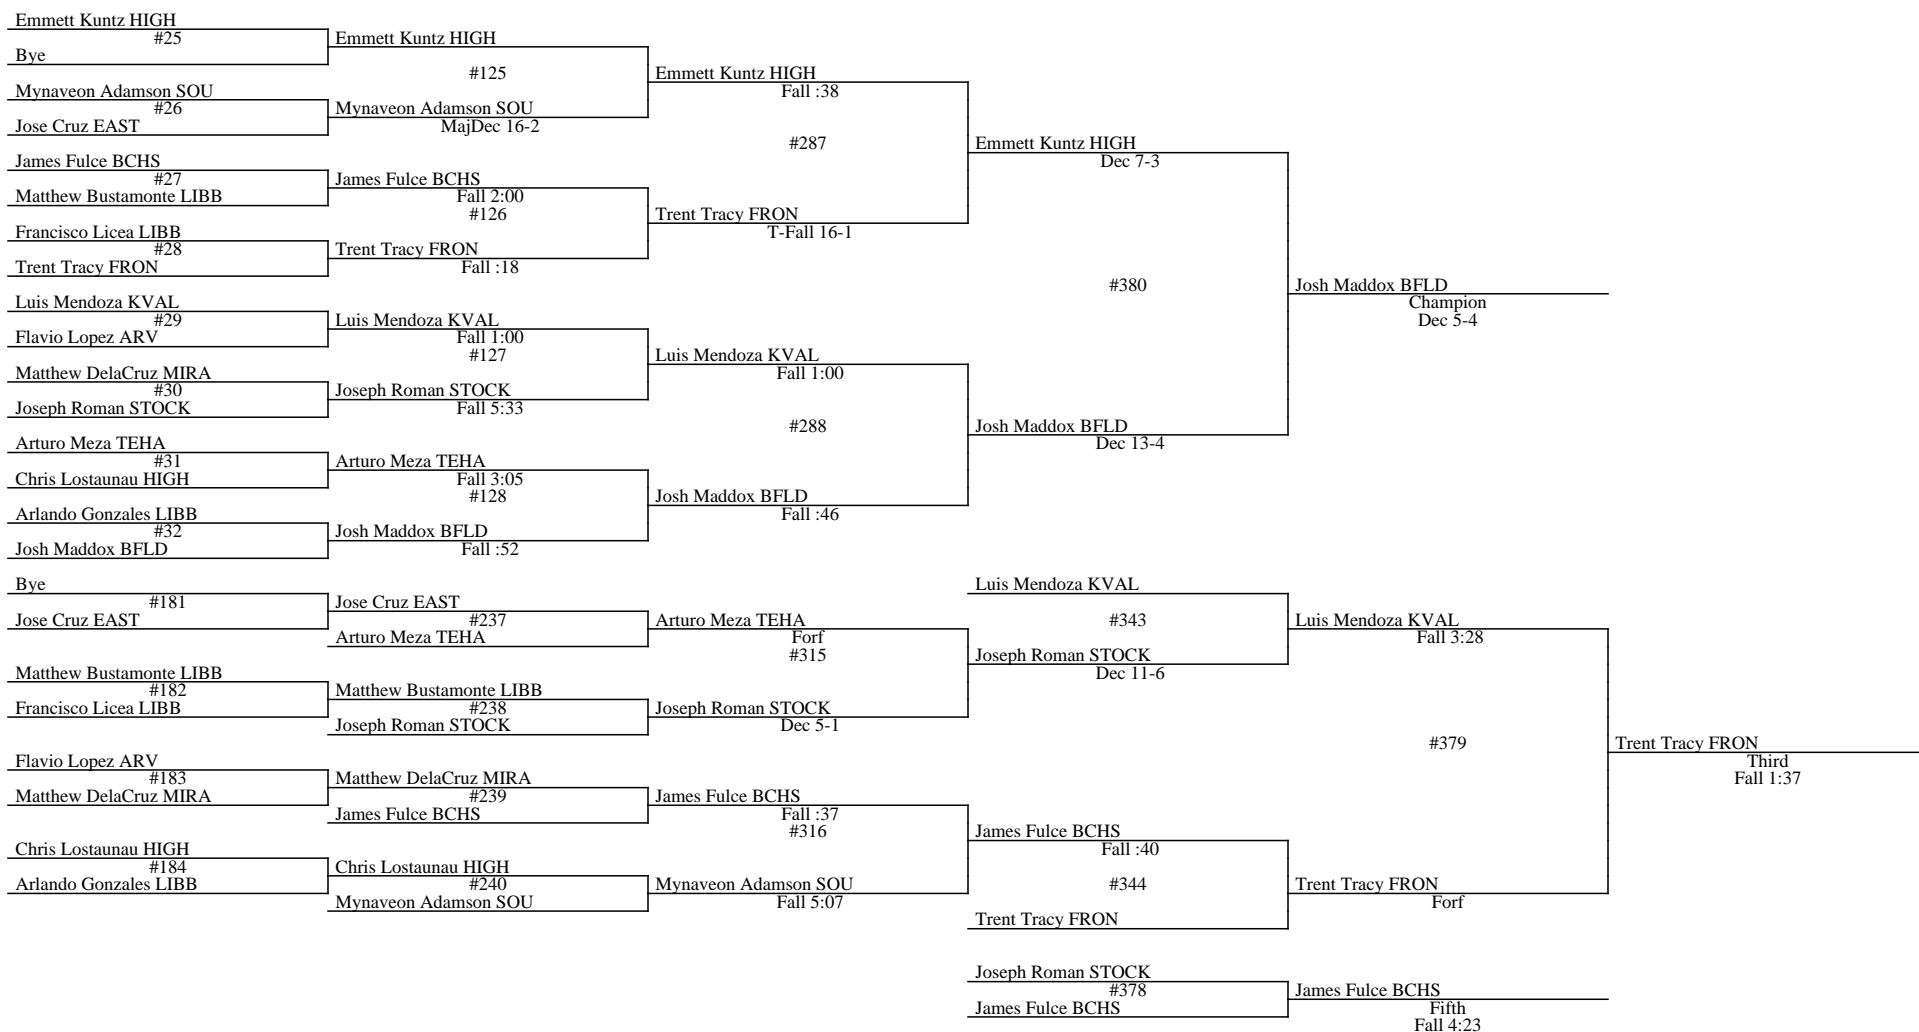 Emmett Kuntz HIGH
#25
Bye
Mynaveon Adamson SOU
#26
Jose Cruz EAST
James Fulce BCHS
#27
Matthew Bustamonte LIBB
Francisco Licea LIBB
#28
Trent Tracy FRON
Luis Mendoza KVAL
#29
Flavio Lopez ARV
Matthew DelaCruz MIRA
#30
Joseph Roman STOCK
Arturo Meza TEHA
#31
Chris Lostaunau HIGH
Arlando Gonzales LIBB
#32
Josh Maddox BFLD
Emmett Kuntz HIGH
#125
Mynaveon Adamson SOU
MajDec 16-2
James Fulce BCHS
Fall 2:00
#126
Trent Tracy FRON
Fall :18
Luis Mendoza KVAL
Fall 1:00
#127
Joseph Roman STOCK
Fall 5:33
Arturo Meza TEHA
Fall 3:05
#128
Josh Maddox BFLD
Fall :52
Emmett Kuntz HIGH
Fall :38
#287
Trent Tracy FRON
T-Fall 16-1
Luis Mendoza KVAL
Fall 1:00
#288
Josh Maddox BFLD
Fall :46
Emmett Kuntz HIGH
Dec 7-3
#380
Josh Maddox BFLD
Dec 13-4
Josh Maddox BFLD
Champion
Dec 5-4
Bye
#181
Jose Cruz EAST
Matthew Bustamonte LIBB
#182
Francisco Licea LIBB
Flavio Lopez ARV
#183
Matthew DelaCruz MIRA
Chris Lostaunau HIGH
#184
Arlando Gonzales LIBB
Jose Cruz EAST
#237
Arturo Meza TEHA
Matthew Bustamonte LIBB
#238
Joseph Roman STOCK
Matthew DelaCruz MIRA
#239
James Fulce BCHS
Chris Lostaunau HIGH
#240
Mynaveon Adamson SOU
Arturo Meza TEHA
Forf
#315
Joseph Roman STOCK
Dec 5-1
James Fulce BCHS
Fall :37
#316
Mynaveon Adamson SOU
Fall 5:07
Luis Mendoza KVAL
#343
Joseph Roman STOCK
Dec 11-6
James Fulce BCHS
Fall :40
#344
Trent Tracy FRON
Luis Mendoza KVAL
Fall 3:28
#379
Trent Tracy FRON
Forf
Trent Tracy FRON
Third
Fall 1:37
Joseph Roman STOCK
#378
James Fulce BCHS
James Fulce BCHS
Fifth
Fall 4:23